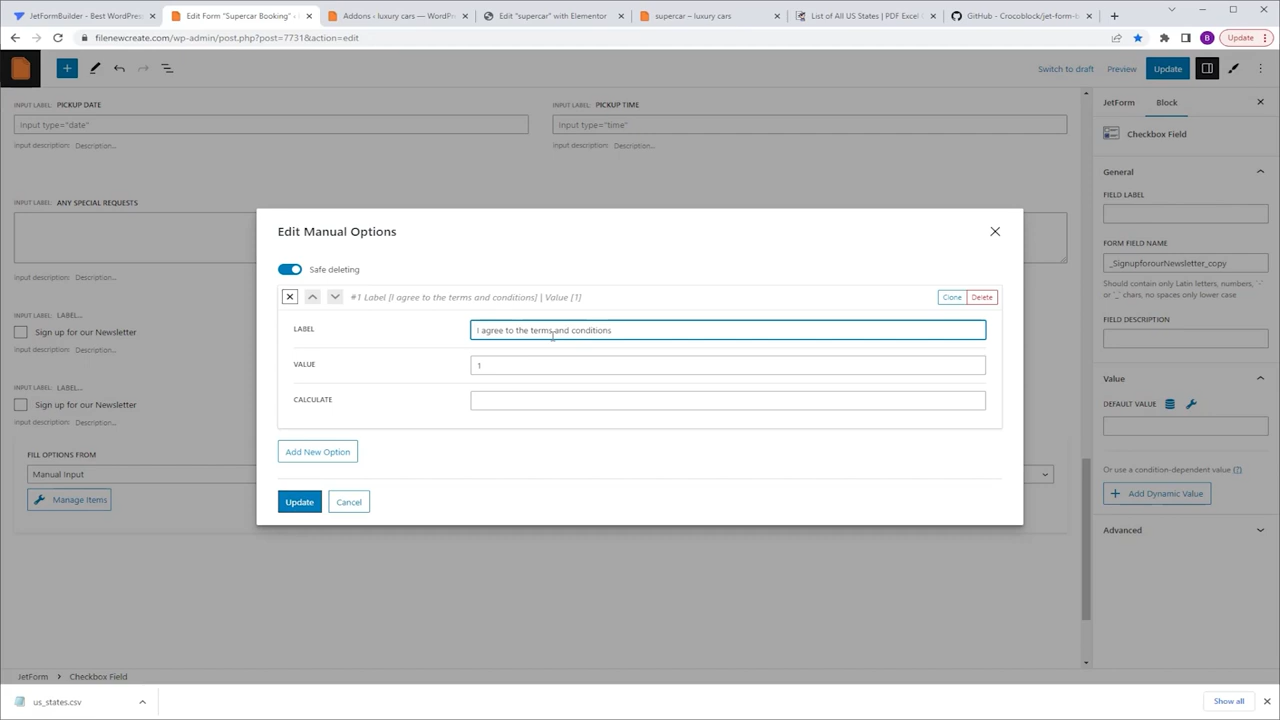 JetFormBuilder - Best WordPress
Edit Form "Supercar Booking" -
Addons - luxury cars — WordPr
Edit "supercar" with Elementor
supercar – luxury cars
List of All US States | PDF Excel
GitHub - Crocoblock/jet-form-b
filenewcreate.com/wp-admin/post.php?post=7731&action=edit
B
Update
Switch to draft
Preview
Update
INPUT LABEL: PICKUP DATE
INPUT LABEL: PICKUP TIME
Input type="date"
Input type="time"
Input description: Description...
Input description: Description...
INPUT LABEL: ANY SPECIAL REQUESTS
Input description: Description...
INPUT LABEL: LABEL...
Sign up for our Newsletter
Input description: Description...
INPUT LABEL: LABEL...
Sign up for our Newsletter
Input description: Description...
FILL OPTIONS FROM
Manual Input
Manage Items
Edit Manual Options
Safe deleting
#1 Label [I agree to the terms and conditions] | Value [1]
Clone
Delete
LABEL
I agree to the terms and conditions
VALUE
1
CALCULATE
Add New Option
Update
Cancel
JetForm
Block
Checkbox Field
General
FIELD LABEL
FORM FIELD NAME
_SignupforourNewsletter_copy
Should contain only Latin letters, numbers, `-`
or `_` chars, no spaces only lower case
FIELD DESCRIPTION
Value
DEFAULT VALUE
Or use a condition-dependent value (?)
Add Dynamic Value
Advanced
JetForm > Checkbox Field
us_states.csv
Show all